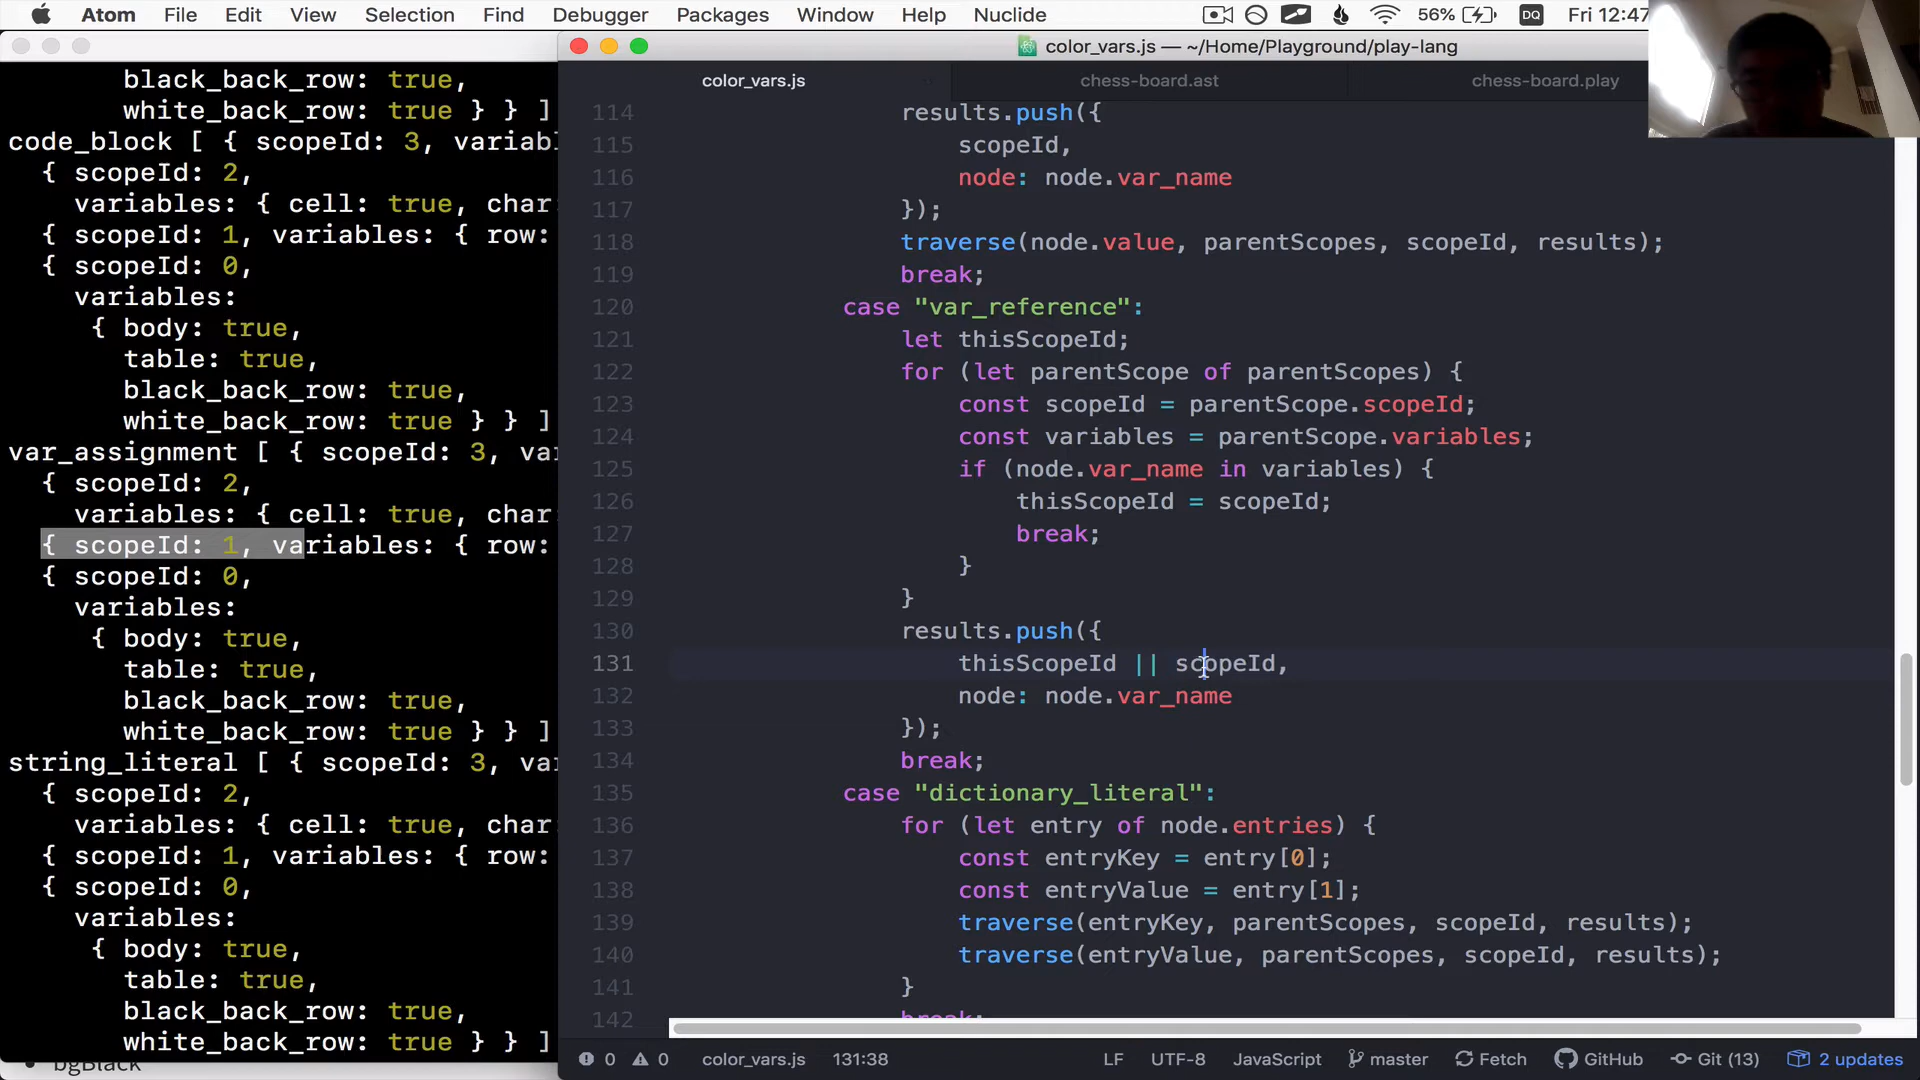 Atom File Edit View Selection Find Debugger Packages Window Help Nuclide 56% DQ Fri 12:47
black_back_row: true,
white_back_row: true } } ]
code_block [ { scopeId: 3, variabl
{ scopeId: 2,
variables: { cell: true, char:
{ scopeId: 1, variables: { row:
{ scopeId: 0,
variables:
{ body: true,
table: true,
black_back_row: true,
white_back_row: true } } ]
var_assignment [ { scopeId: 3, va
{ scopeId: 2,
variables: { cell: true, char:
{ scopeId: 1, variables: { row:
{ scopeId: 0,
variables:
{ body: true,
table: true,
black_back_row: true,
white_back_row: true } } ]
string_literal [ { scopeId: 3, va
{ scopeId: 2,
variables: { cell: true, char:
{ scopeId: 1, variables: { row:
{ scopeId: 0,
variables:
{ body: true,
table: true,
black_back_row: true,
white_back_row: true } } ]
bgBlack
color_vars.js — ~/Home/Playground/play-lang
color_vars.js chess-board.ast chess-board.play
114 results.push({
115 scopeId,
116 node: node.var_name
117 });
118 traverse(node.value, parentScopes, scopeId, results);
119 break;
120 case "var_reference":
121 let thisScopeId;
122 for (let parentScope of parentScopes) {
123 const scopeId = parentScope.scopeId;
124 const variables = parentScope.variables;
125 if (node.var_name in variables) {
126 thisScopeId = scopeId;
127 break;
128 }
129 }
130 results.push({
131 thisScopeId || scopeId,
132 node: node.var_name
133 });
134 break;
135 case "dictionary_literal":
136 for (let entry of node.entries) {
137 const entryKey = entry[0];
138 const entryValue = entry[1];
139 traverse(entryKey, parentScopes, scopeId, results);
140 traverse(entryValue, parentScopes, scopeId, results);
141 }
142 break;
0 0 color_vars.js 131:38 LF UTF-8 JavaScript master Fetch GitHub Git (13) 2 updates